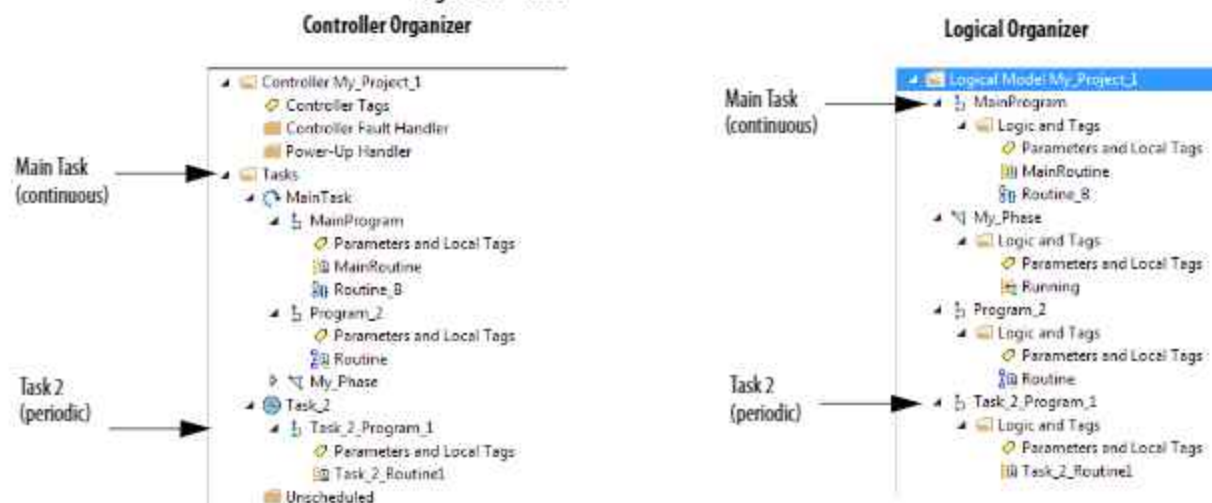 Controller Organizer
Controller My_Project_1
Controller Tags
Controller Fault Handler
Power-Up Handler
Main Task
(continuous)
Tasks
MainTask
MainProgram
Parameters and Local Tags
MainRoutine
Routine_B
Program_2
Parameters and Local Tags
Routine
My_Phase
Task 2
(periodic)
Task_2
Task_2_Program_1
Parameters and Local Tags
Task_2_Routine1
Unscheduled
Logical Organizer
Logical Model My_Project_1
Main Task
(continuous)
MainProgram
Logic and Tags
Parameters and Local Tags
MainRoutine
Routine_B
My_Phase
Logic and Tags
Parameters and Local Tags
Running
Program_2
Logic and Tags
Parameters and Local Tags
Routine
Task 2
(periodic)
Task_2_Program_1
Logic and Tags
Parameters and Local Tags
Task_2_Routine1